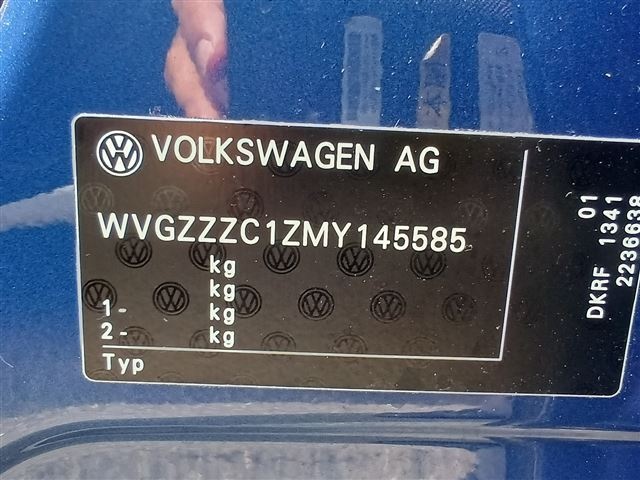 VOLKSWAGEN AG
WVGZZZC1ZMY145585
kg
kg
1- kg
2- kg
Typ
01
DKRF 1341
2236638